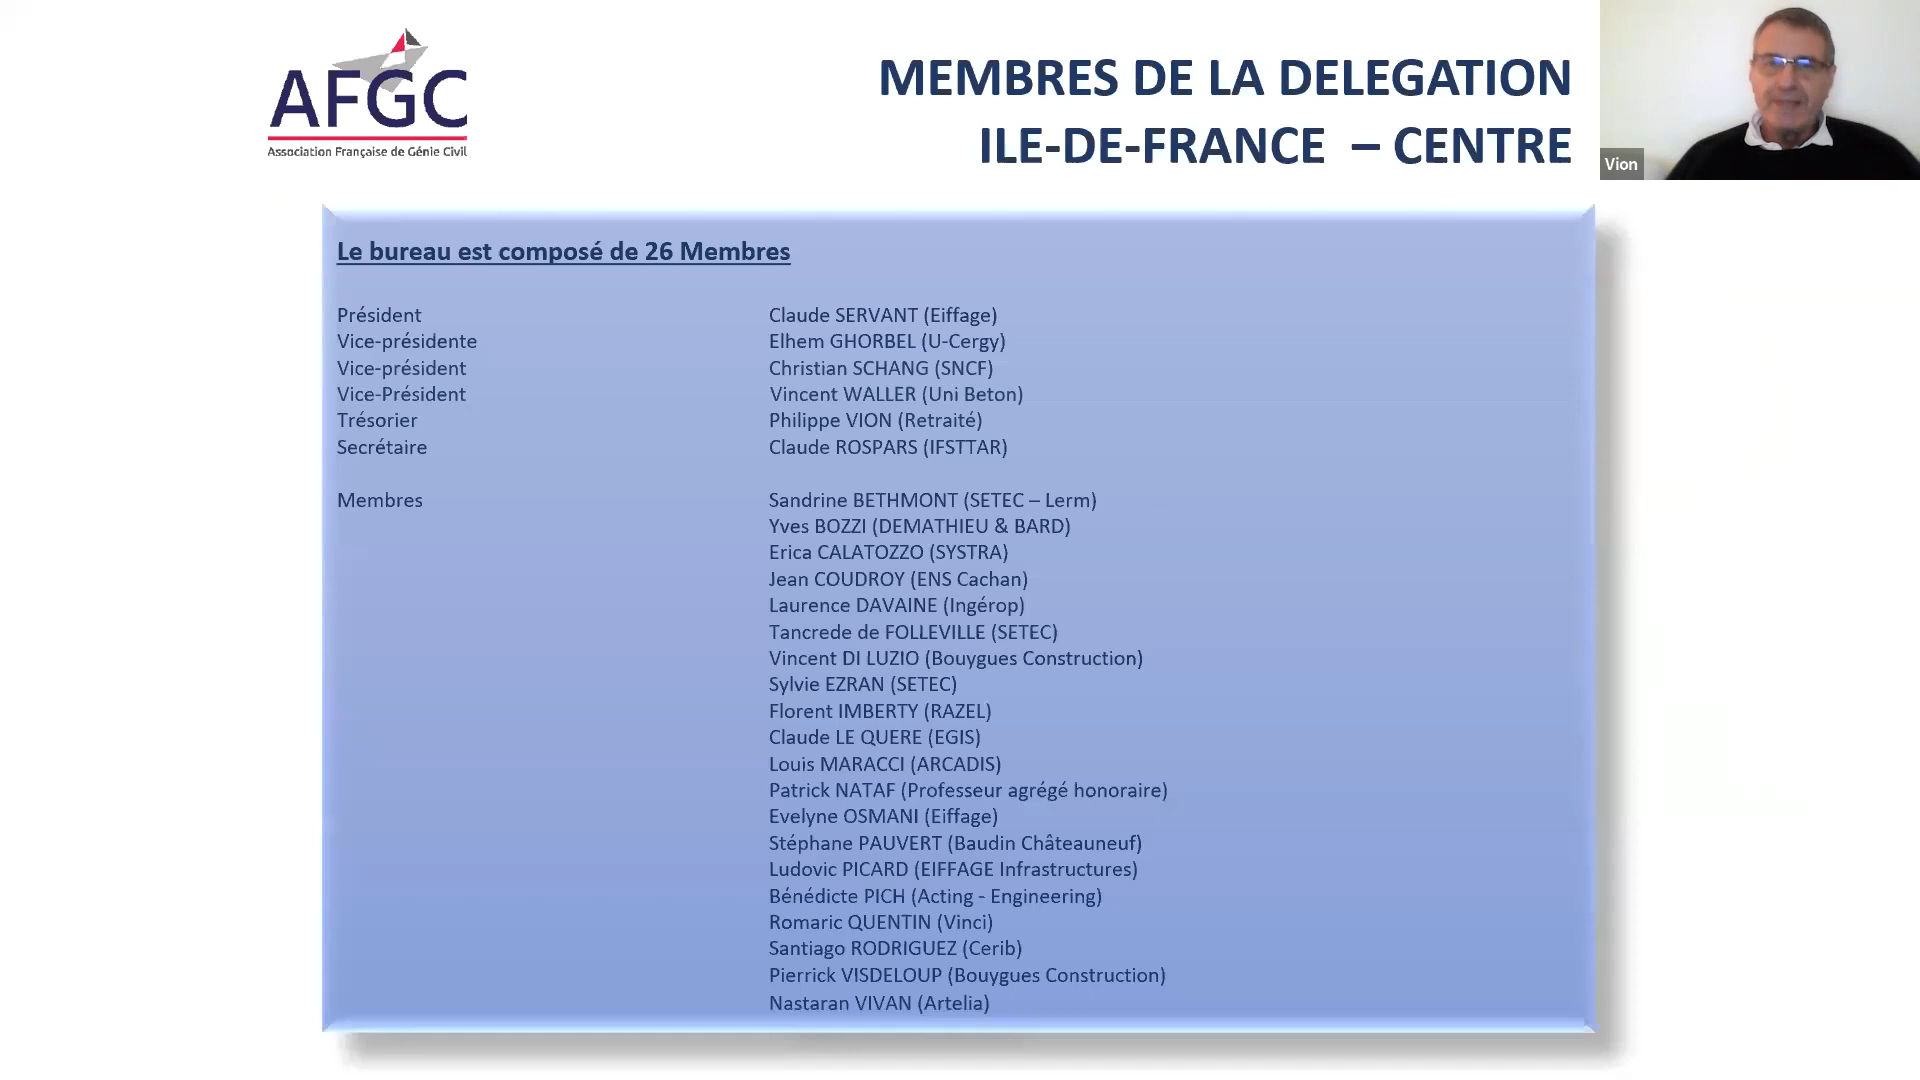 AFGC
Association Française de Génie Civil
MEMBRES DE LA DELEGATION
ILE-DE-FRANCE – CENTRE
Vion
Le bureau est composé de 26 Membres
Président Claude SERVANT (Eiffage)
Vice-présidente Elhem GHORBEL (U-Cergy)
Vice-président Christian SCHANG (SNCF)
Vice-Président Vincent WALLER (Uni Beton)
Trésorier Philippe VION (Retraité)
Secrétaire Claude ROSPARS (IFSTTAR)
Membres Sandrine BETHMONT (SETEC – Lerm)
Yves BOZZI (DEMATHIEU & BARD)
Erica CALATOZZO (SYSTRA)
Jean COUDROY (ENS Cachan)
Laurence DAVAINE (Ingérop)
Tancrede de FOLLEVILLE (SETEC)
Vincent DI LUZIO (Bouygues Construction)
Sylvie EZRAN (SETEC)
Florent IMBERTY (RAZEL)
Claude LE QUERE (EGIS)
Louis MARACCI (ARCADIS)
Patrick NATAF (Professeur agrégé honoraire)
Evelyne OSMANI (Eiffage)
Stéphane PAUVERT (Baudin Châteauneuf)
Ludovic PICARD (EIFFAGE Infrastructures)
Bénédicte PICH (Acting - Engineering)
Romaric QUENTIN (Vinci)
Santiago RODRIGUEZ (Cerib)
Pierrick VISDELOUP (Bouygues Construction)
Nastaran VIVAN (Artelia)